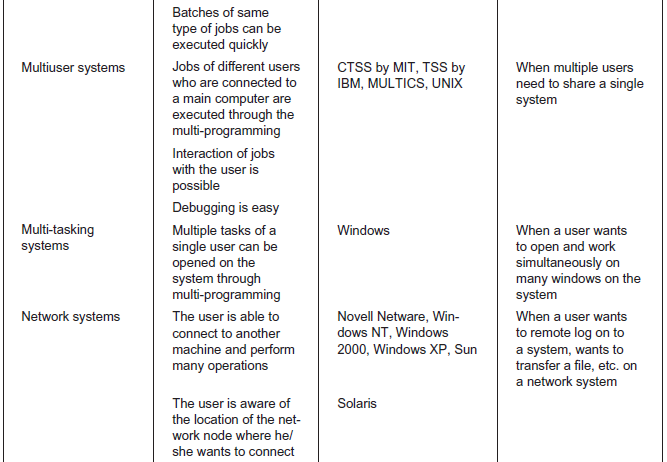 Batches of same
type of jobs can be
executed quickly
Multiuser systems
Jobs of different users
who are connected to
a main computer are
executed through the
multi-programming
Interaction of jobs
with the user is
possible
Debugging is easy
CTSS by MIT, TSS by
IBM, MULTICS, UNIX
When multiple users
need to share a single
system
Multi-tasking
systems
Multiple tasks of a
single user can be
opened on the
system through
multi-programming
Windows
When a user wants
to open and work
simultaneously on
many windows on the
system
Network systems
The user is able to
connect to another
machine and perform
many operations
The user is aware of
the location of the net-
work node where he/
she wants to connect
Novell Netware, Win-
dows NT, Windows
2000, Windows XP, Sun
Solaris
When a user wants
to remote log on to
a system, wants to
transfer a file, etc. on
a network system